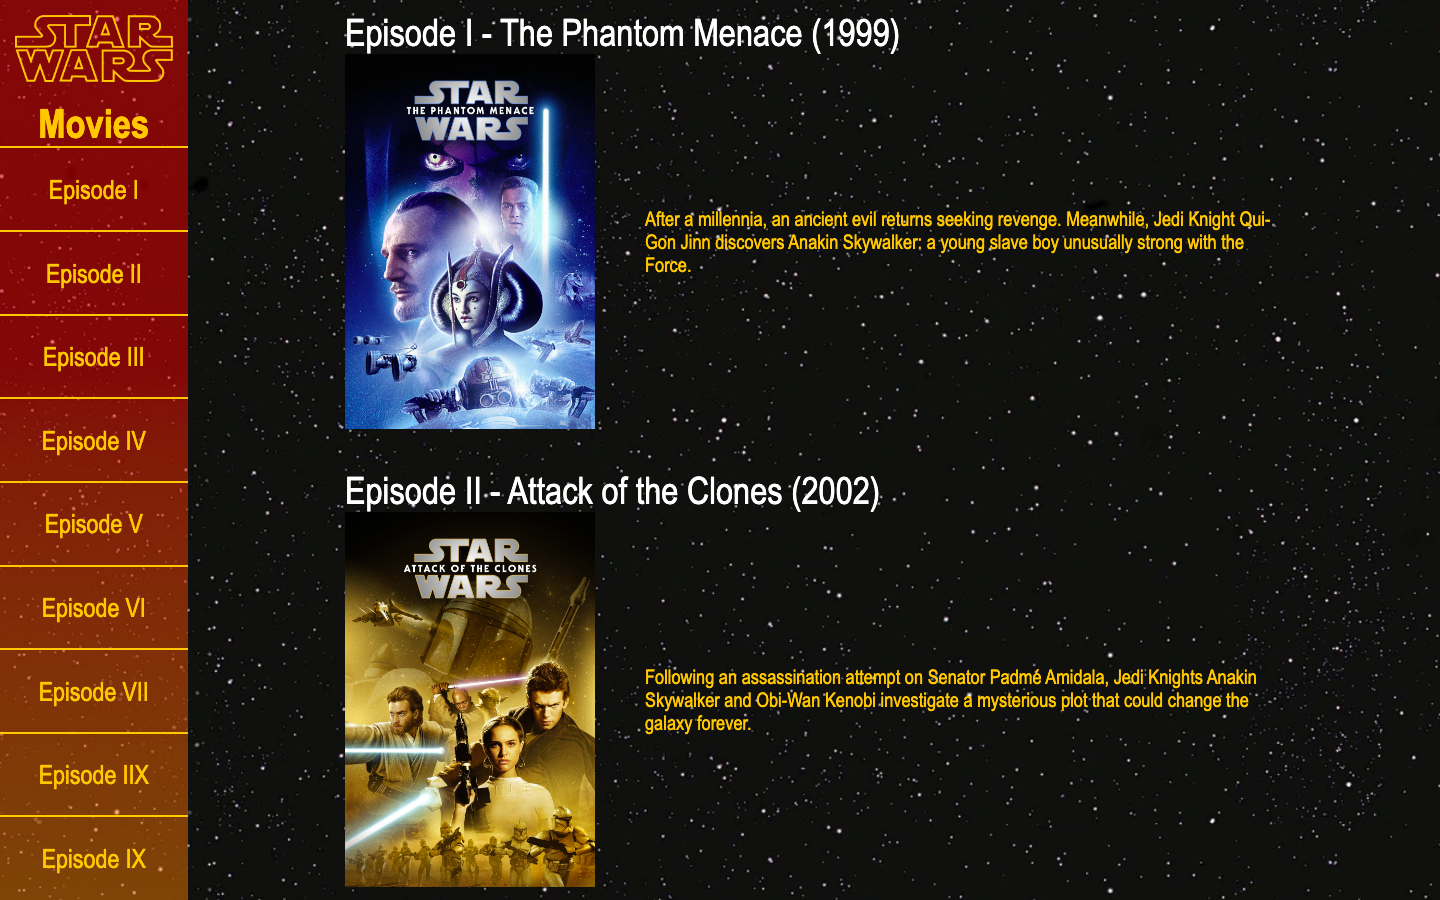 STAR
WARS
Movies
Episode I
Episode II
Episode III
Episode IV
Episode V
Episode VI
Episode VII
Episode IIX
Episode IX
Episode I - The Phantom Menace (1999)
STAR
THE PHANTOM MENACE
WARS
After a millennia, an ancient evil returns seeking revenge. Meanwhile, Jedi Knight Qui-
Gon Jinn discovers Anakin Skywalker: a young slave boy unusually strong with the
Force.
Episode II - Attack of the Clones (2002)
STAR
ATTACK OF THE CLONES
WARS
Following an assassination attempt on Senator Padmé Amidala, Jedi Knights Anakin
Skywalker and Obi-Wan Kenobi investigate a mysterious plot that could change the
galaxy forever.